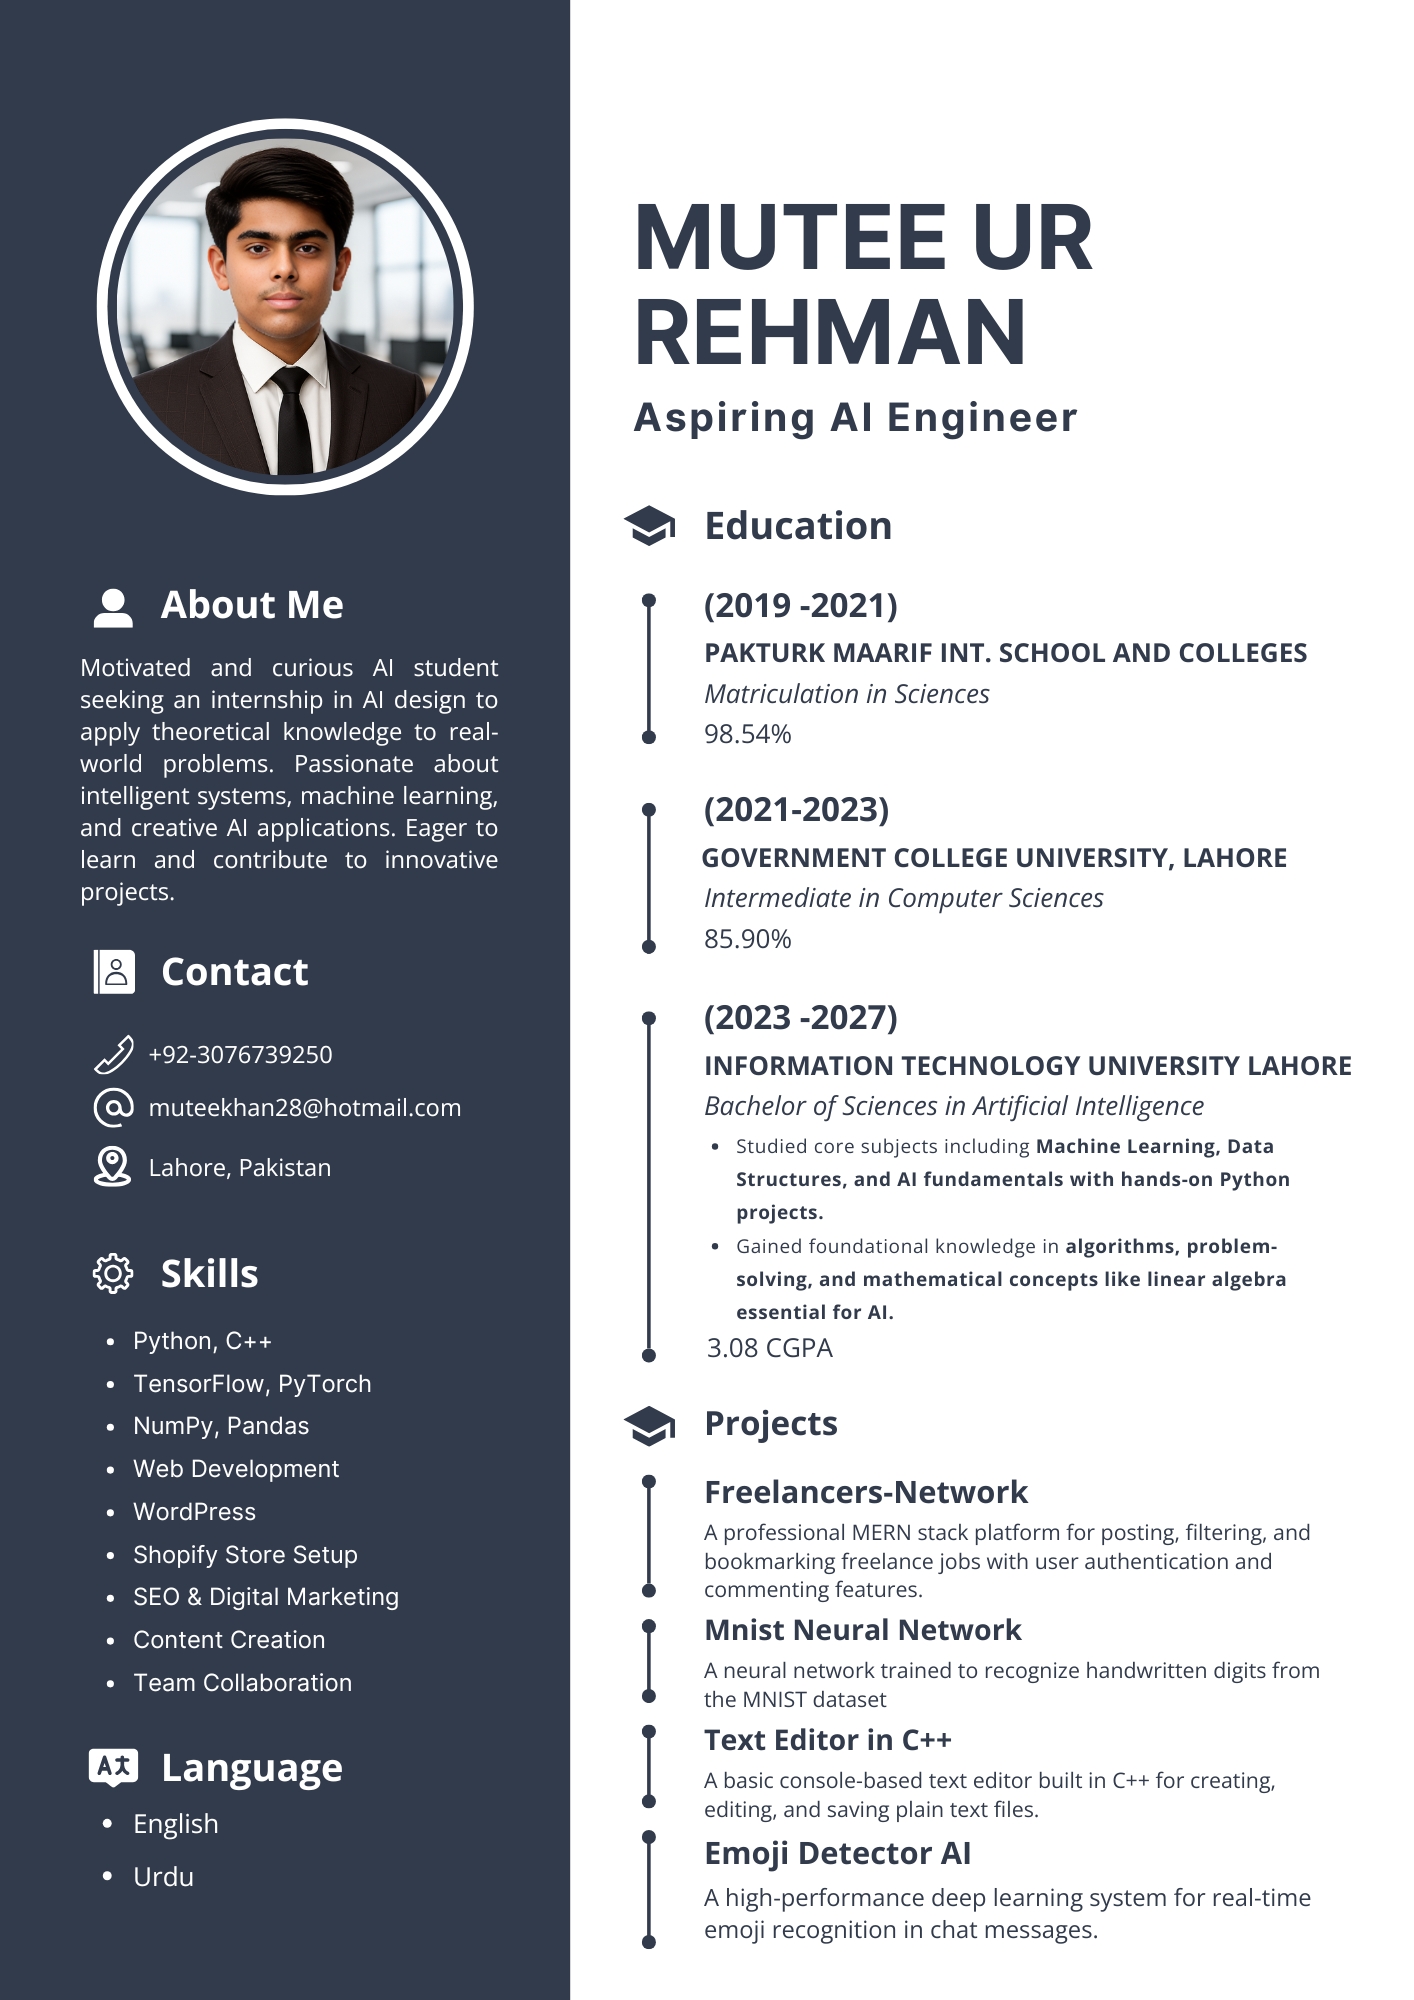 MUTEE UR
REHMAN
Aspiring AI Engineer
About Me
Motivated and curious AI student
seeking an internship in AI design to
apply theoretical knowledge to real-
world problems. Passionate about
intelligent systems, machine learning,
and creative AI applications. Eager to
learn and contribute to innovative
projects.
Contact
+92-3076739250
muteekhan28@hotmail.com
Lahore, Pakistan
Skills
• Python, C++
• TensorFlow, PyTorch
• NumPy, Pandas
• Web Development
• WordPress
• Shopify Store Setup
• SEO & Digital Marketing
• Content Creation
• Team Collaboration
Language
• English
• Urdu
Education
(2019 -2021)
PAKTURK MAARIF INT. SCHOOL AND COLLEGES
Matriculation in Sciences
98.54%
(2021-2023)
GOVERNMENT COLLEGE UNIVERSITY, LAHORE
Intermediate in Computer Sciences
85.90%
(2023 -2027)
INFORMATION TECHNOLOGY UNIVERSITY LAHORE
Bachelor of Sciences in Artificial Intelligence
• Studied core subjects including Machine Learning, Data
Structures, and AI fundamentals with hands-on Python
projects.
• Gained foundational knowledge in algorithms, problem-
solving, and mathematical concepts like linear algebra
essential for AI.
3.08 CGPA
Projects
Freelancers-Network
A professional MERN stack platform for posting, filtering, and
bookmarking freelance jobs with user authentication and
commenting features.
Mnist Neural Network
A neural network trained to recognize handwritten digits from
the MNIST dataset
Text Editor in C++
A basic console-based text editor built in C++ for creating,
editing, and saving plain text files.
Emoji Detector AI
A high-performance deep learning system for real-time
emoji recognition in chat messages.